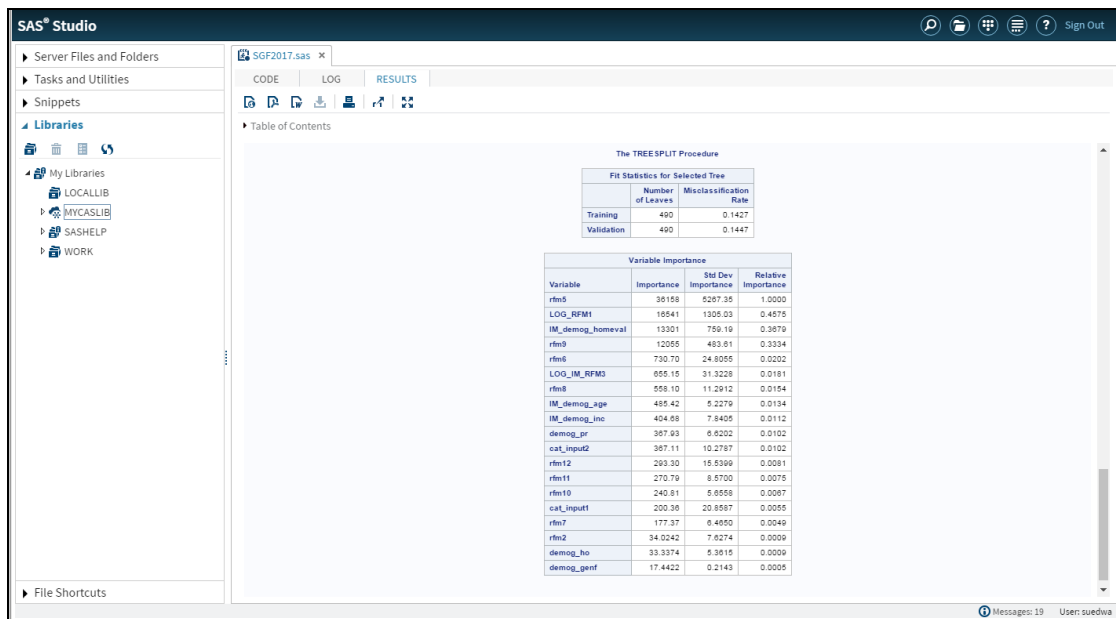 SAS® Studio
Sign Out
Server Files and Folders
Tasks and Utilities
Snippets
Libraries
My Libraries
LOCALLIB
MYCASLIB
SASHELP
WORK
File Shortcuts
SGF2017.sas ×
CODE LOG RESULTS
Table of Contents
The TREESPLIT Procedure
Fit Statistics for Selected Tree
Number of Leaves Misclassification Rate
Training 490 0.1427
Validation 490 0.1447
Variable Importance
Variable Importance Std Dev Importance Relative Importance
rfm5 36158 5267.35 1.0000
LOG_RFM1 16541 1305.03 0.4575
IM_demog_homeval 13301 759.19 0.3679
rfm9 12055 483.61 0.3334
rfm6 730.70 24.8055 0.0202
LOG_IM_RFM3 655.15 31.3228 0.0181
rfm8 558.10 11.2912 0.0154
IM_demog_age 485.42 5.2279 0.0134
IM_demog_inc 404.68 7.8405 0.0112
demog_pr 367.93 6.6202 0.0102
cat_input2 367.11 10.2787 0.0102
rfm12 293.30 15.5399 0.0081
rfm11 270.79 8.5700 0.0075
rfm10 240.81 5.6558 0.0067
cat_input1 200.36 20.8587 0.0055
rfm7 177.37 6.4650 0.0049
rfm2 34.0242 7.6274 0.0009
demog_ho 33.3374 5.3615 0.0009
demog_genf 17.4422 0.2143 0.0005
Messages: 19 User: suedwa